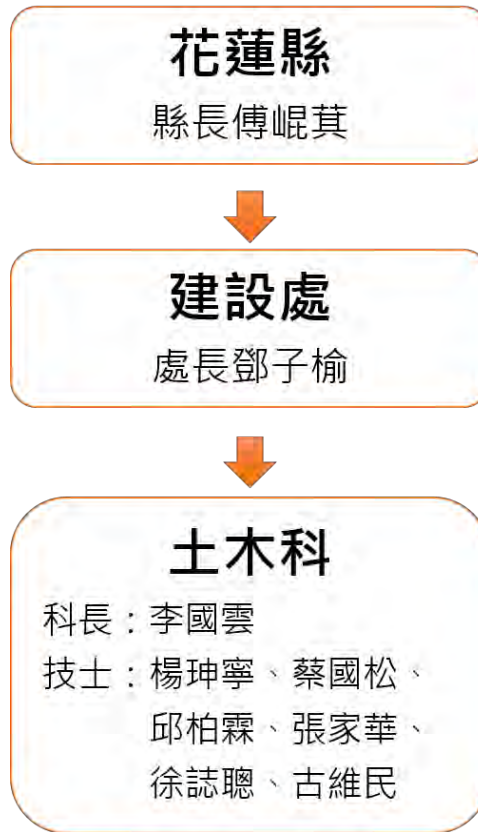 花蓮縣
縣長傅崐萁
建設處
處長鄧子榆
土木科
科長：李國雲
技士：楊珅寧、蔡國松、
邱柏霖、張家華、
徐誌聰、古維民